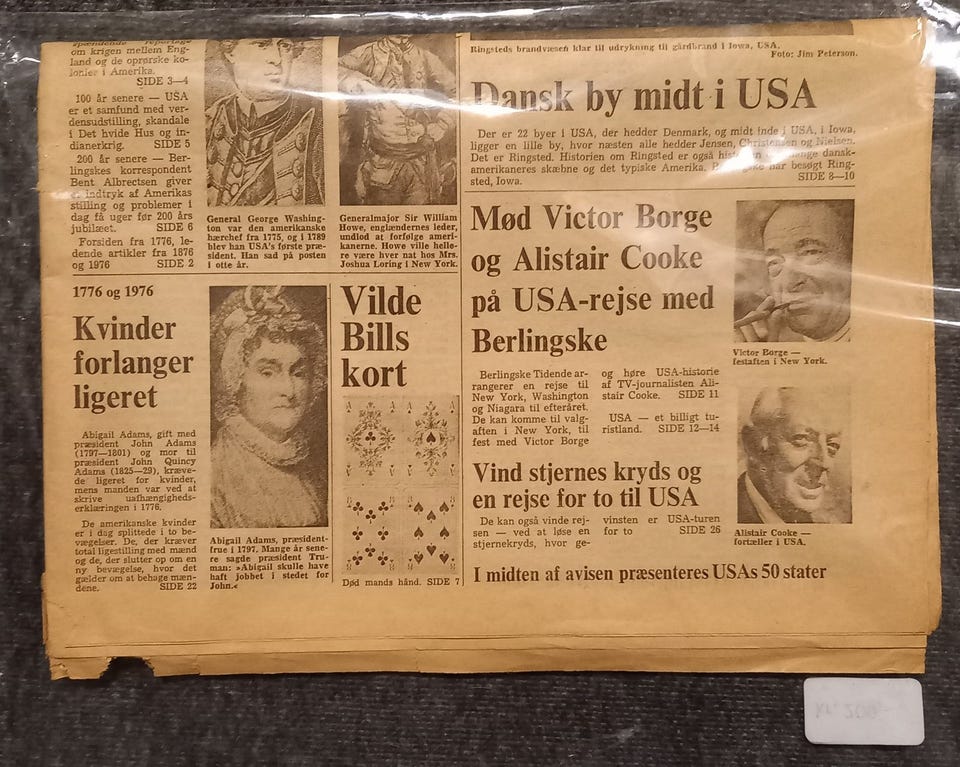 spændende reportage
om krigen mellem Eng-
land og de oprørske ko-
lonier i Amerika.
SIDE 3—4
100 år senere — USA
er et samfund med ver-
densudstilling, skandale
i Det hvide Hus og in-
dianerkrig. SIDE 5
200 år senere — Ber-
lingskes korrespondent
Bent Albrectsen giver
indtryk af Amerikas
stilling og problemer i
dag få uger før 200 års
jubilæet. SIDE 6
Forsiden fra 1776, le-
dende artikler fra 1876
og 1976 SIDE 2
General George Washing-
ton var den amerikanske
hærchef fra 1775, og i 1789
blev han USA's første præ-
sident. Han sad på posten
i otte år.
Generalmajor Sir William
Howe, englændernes leder,
undlod at forfølge ameri-
kanerne. Howe ville helle-
re være hver nat hos Mrs.
Joshua Loring i New York.
Ringsteds brandvæsen klar til udrykning til gårdbrand i Iowa, USA.
Foto: Jim Peterson.
Dansk by midt i USA
Der er 22 byer i USA, der hedder Denmark, og midt inde i USA, i Iowa,
ligger en lille by, hvor næsten alle hedder Jensen, Christensen og Nielsen.
Det er Ringsted. Historien om Ringsted er også mange dansk-
amerikaneres skæbne og det typiske Amerika. har besøgt Ring-
sted, Iowa. SIDE 8—10
1776 og 1976
Kvinder
forlanger
ligeret
Abigail Adams, gift med
præsident John Adams
(1797—1801) og mor til
præsident John Quincy
Adams (1825—29), kræve-
de ligeret for kvinder,
mens manden var ved at
skrive uafhængigheds-
erklæringen i 1776.
De amerikanske kvinder
er i dag splittede i to be-
vægelser. De, der kræver
total ligestilling med mænd
og de, der slutter op om en
ny bevægelse, hvor det
gælder om at behage mæn-
dene. SIDE 22
Abigail Adams, præsident-
frue i 1797. Mange år sene-
re sagde præsident Tru-
man: »Abigail skulle have
haft jobbet i stedet for
John.«
Vilde
Bills
kort
Død mands hånd. SIDE 7
Mød Victor Borge
og Alistair Cooke
på USA-rejse med
Berlingske
Berlingske Tidende ar-
rangerer en rejse til
New York, Washington
og Niagara til efteråret.
De kan komme til valg-
aften i New York, til
fest med Victor Borge
og høre USA-historie
af TV-journalisten Ali-
stair Cooke. SIDE 11
USA — et billigt tu-
ristland. SIDE 12—14
Victor Borge —
festaften i New York.
Vind stjernes kryds og
en rejse for to til USA
De kan også vinde rej-
sen — ved at løse en
stjernekryds, hvor ge-
vinsten er USA-turen
for to SIDE 26
Alistair Cooke —
fortæller i USA.
I midten af avisen præsenteres USAs 50 stater
kr. 200,-